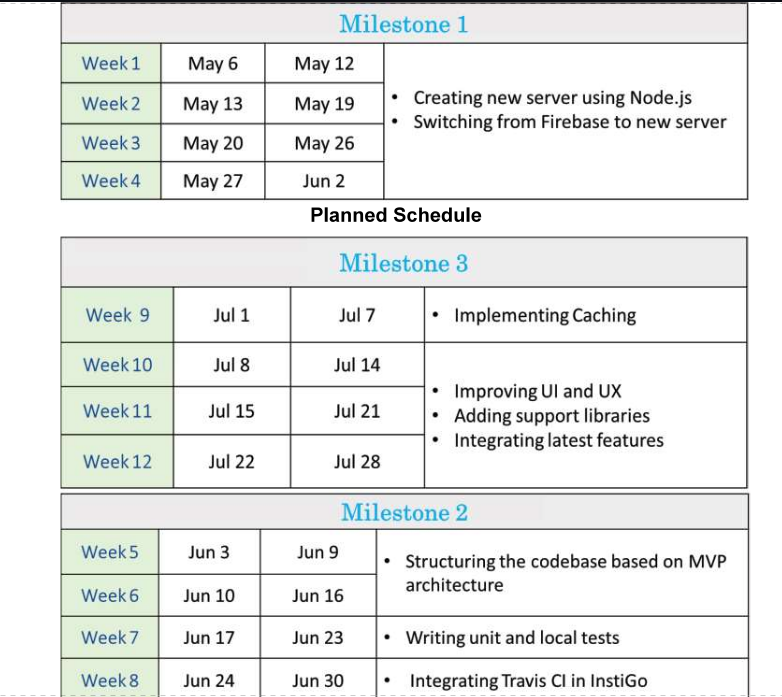 Milestone 1
Week 1 May 6 May 12
Week 2 May 13 May 19
Week 3 May 20 May 26
Week 4 May 27 Jun 2
• Creating new server using Node.js
• Switching from Firebase to new server
Planned Schedule
Milestone 3
Week 9 Jul 1 Jul 7
• Implementing Caching
Week 10 Jul 8 Jul 14
Week 11 Jul 15 Jul 21
Week 12 Jul 22 Jul 28
• Improving UI and UX
• Adding support libraries
• Integrating latest features
Milestone 2
Week 5 Jun 3 Jun 9
Week 6 Jun 10 Jun 16
• Structuring the codebase based on MVP
architecture
Week 7 Jun 17 Jun 23
• Writing unit and local tests
Week 8 Jun 24 Jun 30
• Integrating Travis CI in InstiGo